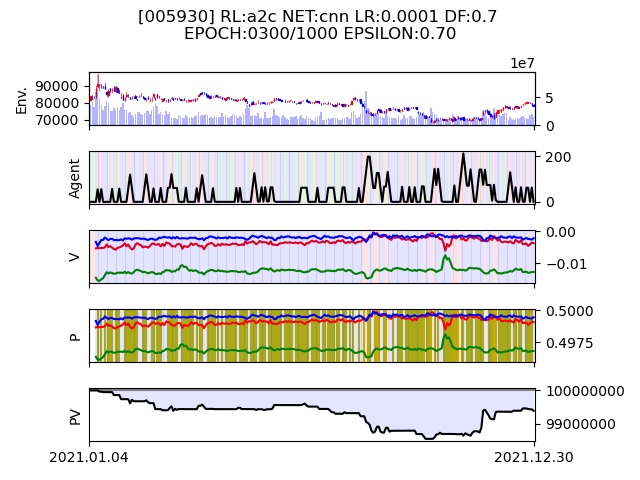 [005930] RL:a2c NET:cnn LR:0.0001 DF:0.7
EPOCH:0300/1000 EPSILON:0.70
1e7
Env.
90000
80000
70000
5
0
Agent
200
0
V
0.00
−0.01
P
0.5000
0.4975
PV
100000000
99000000
2021.01.04
2021.12.30